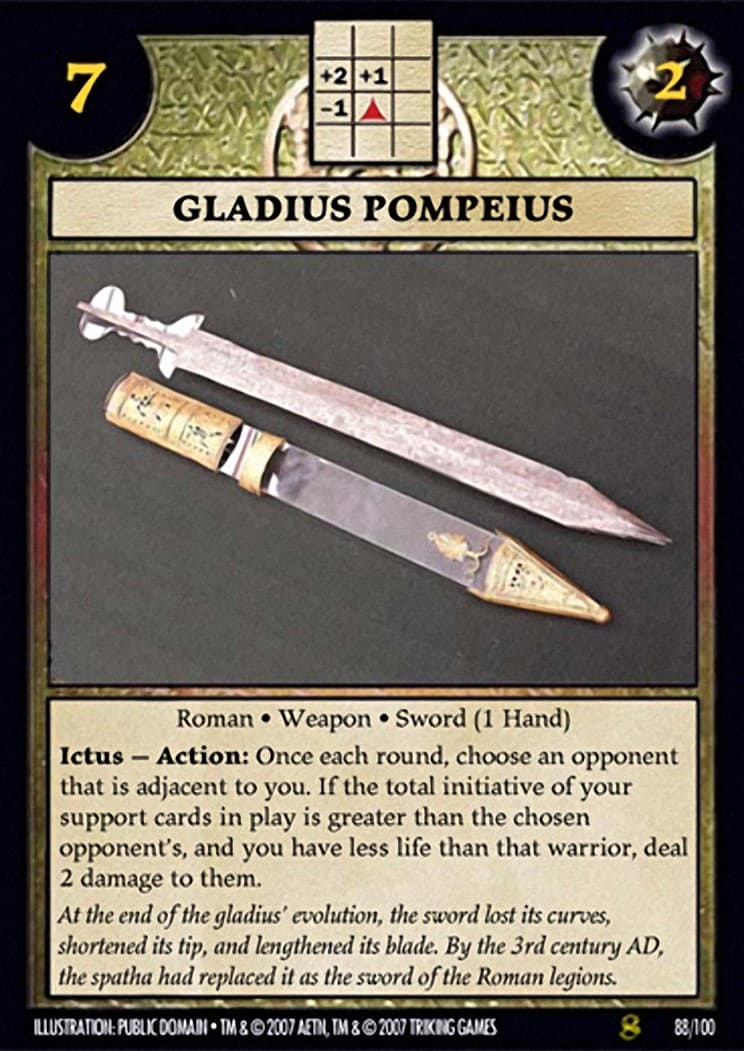 7
+2 +1
-1
2
GLADIUS POMPEIUS
Roman • Weapon • Sword (1 Hand)
Ictus – Action: Once each round, choose an opponent
that is adjacent to you. If the total initiative of your
support cards in play is greater than the chosen
opponent's, and you have less life than that warrior, deal
2 damage to them.
At the end of the gladius' evolution, the sword lost its curves,
shortened its tip, and lengthened its blade. By the 3rd century AD,
the spatha had replaced it as the sword of the Roman legions.
ILLUSTRATION: PUBLIC DOMAIN • TM & © 2007 AETN, TM & © 2007 TRIKING GAMES
88/100